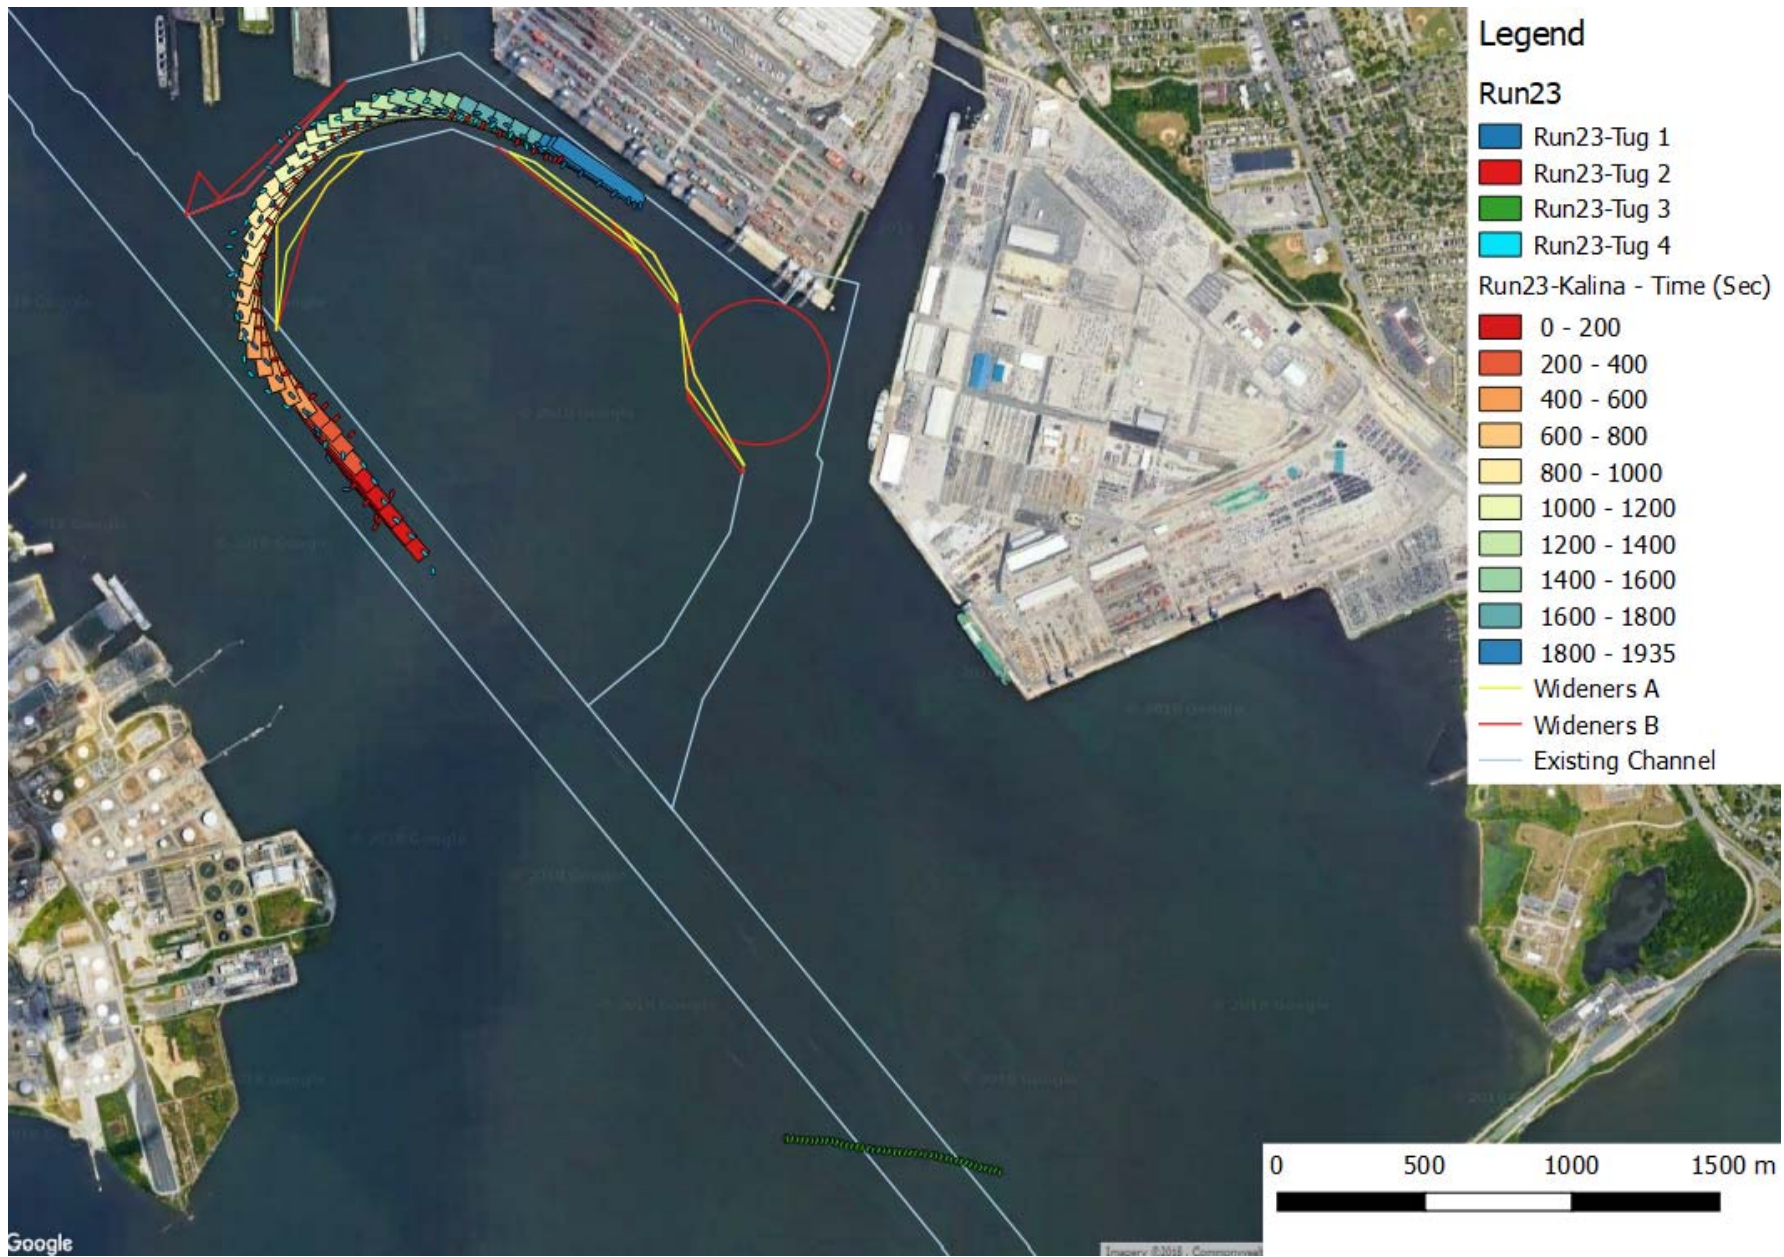 Legend
Run23
Run23-Tug 1
Run23-Tug 2
Run23-Tug 3
Run23-Tug 4
Run23-Kalina - Time (Sec)
0 - 200
200 - 400
400 - 600
600 - 800
800 - 1000
1000 - 1200
1200 - 1400
1400 - 1600
1600 - 1800
1800 - 1935
Wideners A
Wideners B
Existing Channel
0 500 1000 1500 m
Google
Imagery ©2018